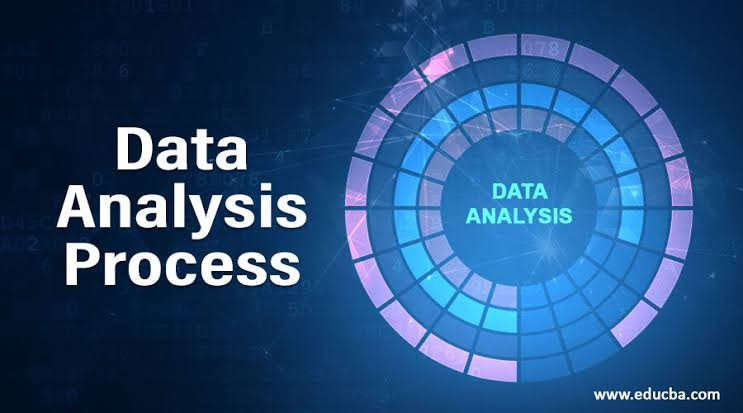 Data
Analysis
Process
DATA
ANALYSIS
www.educba.com